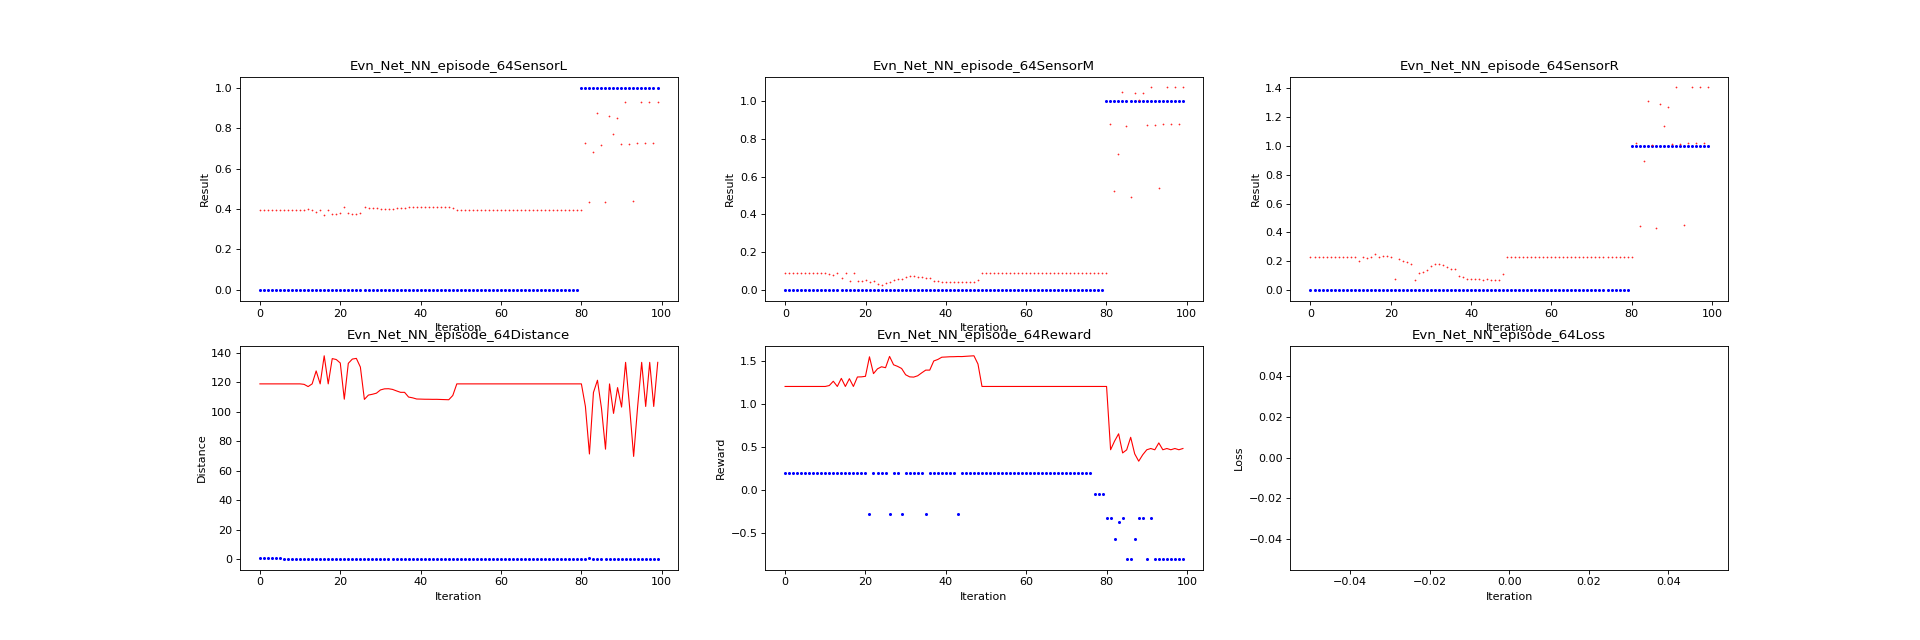 Evn_Net_NN_episode_64SensorL
Evn_Net_NN_episode_64SensorM
Evn_Net_NN_episode_64SensorR
1.0
0.8
0.6
0.4
0.2
0.0
Result
0 20 40 60 80 100
Iteration
1.0
0.8
0.6
0.4
0.2
0.0
Result
0 20 40 60 80 100
Iteration
1.4
1.2
1.0
0.8
0.6
0.4
0.2
0.0
Result
0 20 40 60 80 100
Iteration
Evn_Net_NN_episode_64Distance
Evn_Net_NN_episode_64Reward
Evn_Net_NN_episode_64Loss
140
120
100
80
60
40
20
0
Distance
0 20 40 60 80 100
Iteration
1.5
1.0
0.5
0.0
−0.5
Reward
0 20 40 60 80 100
Iteration
0.04
0.02
0.00
−0.02
−0.04
Loss
−0.04 −0.02 0.00 0.02 0.04
Iteration